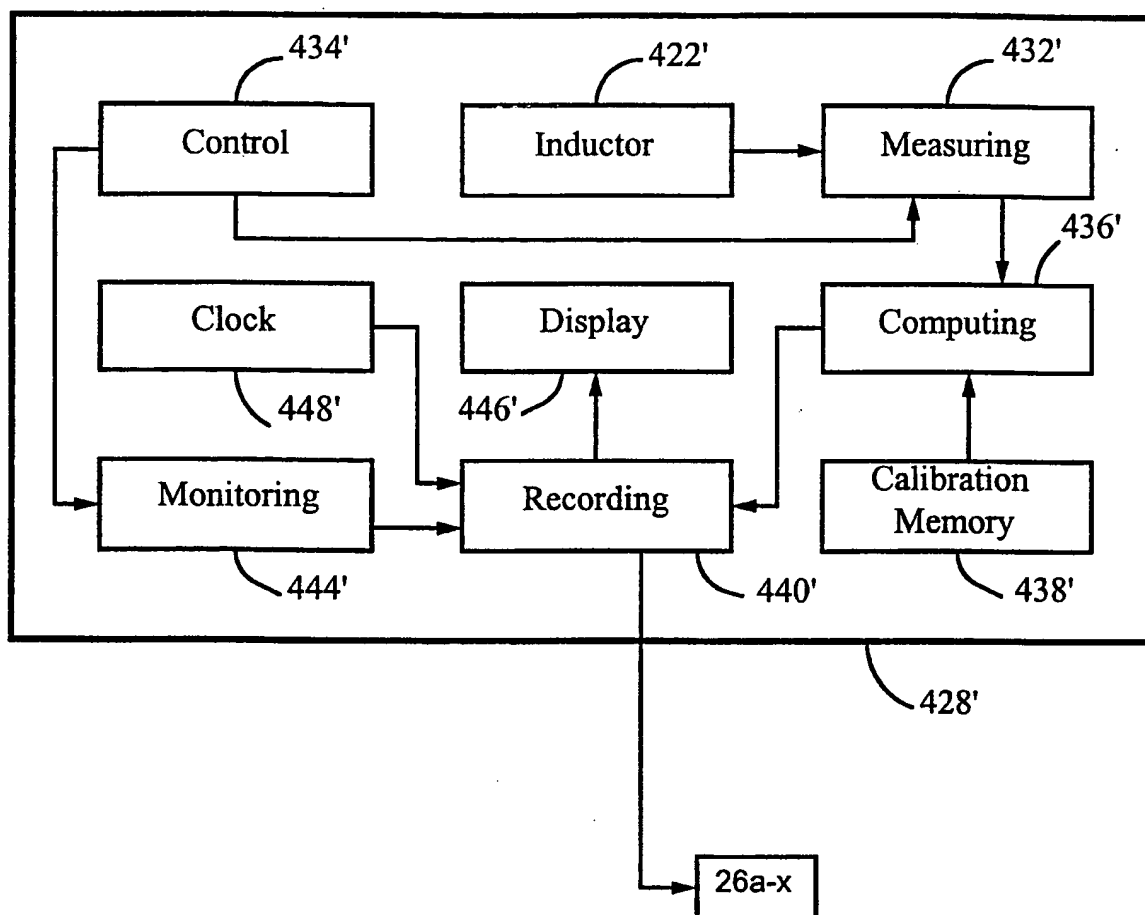 434'
422'
432'
Control
Inductor
Measuring
436'
Clock
Display
Computing
448'
446'
Monitoring
Recording
Calibration
Memory
444'
440'
438'
428'
26a-x